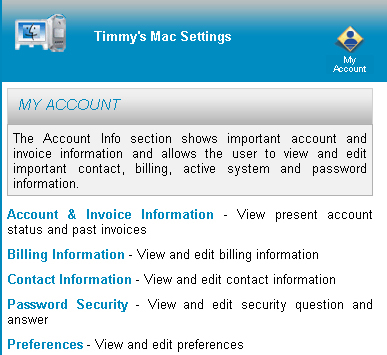 Timmy's Mac Settings
My
Account
MY ACCOUNT
The Account Info section shows important account and
invoice information and allows the user to view and edit
important contact, billing, active system and password
information.
Account & Invoice Information - View present account
status and past invoices
Billing Information - View and edit billing information
Contact Information - View and edit contact information
Password Security - View and edit security question and
answer
Preferences - View and edit preferences